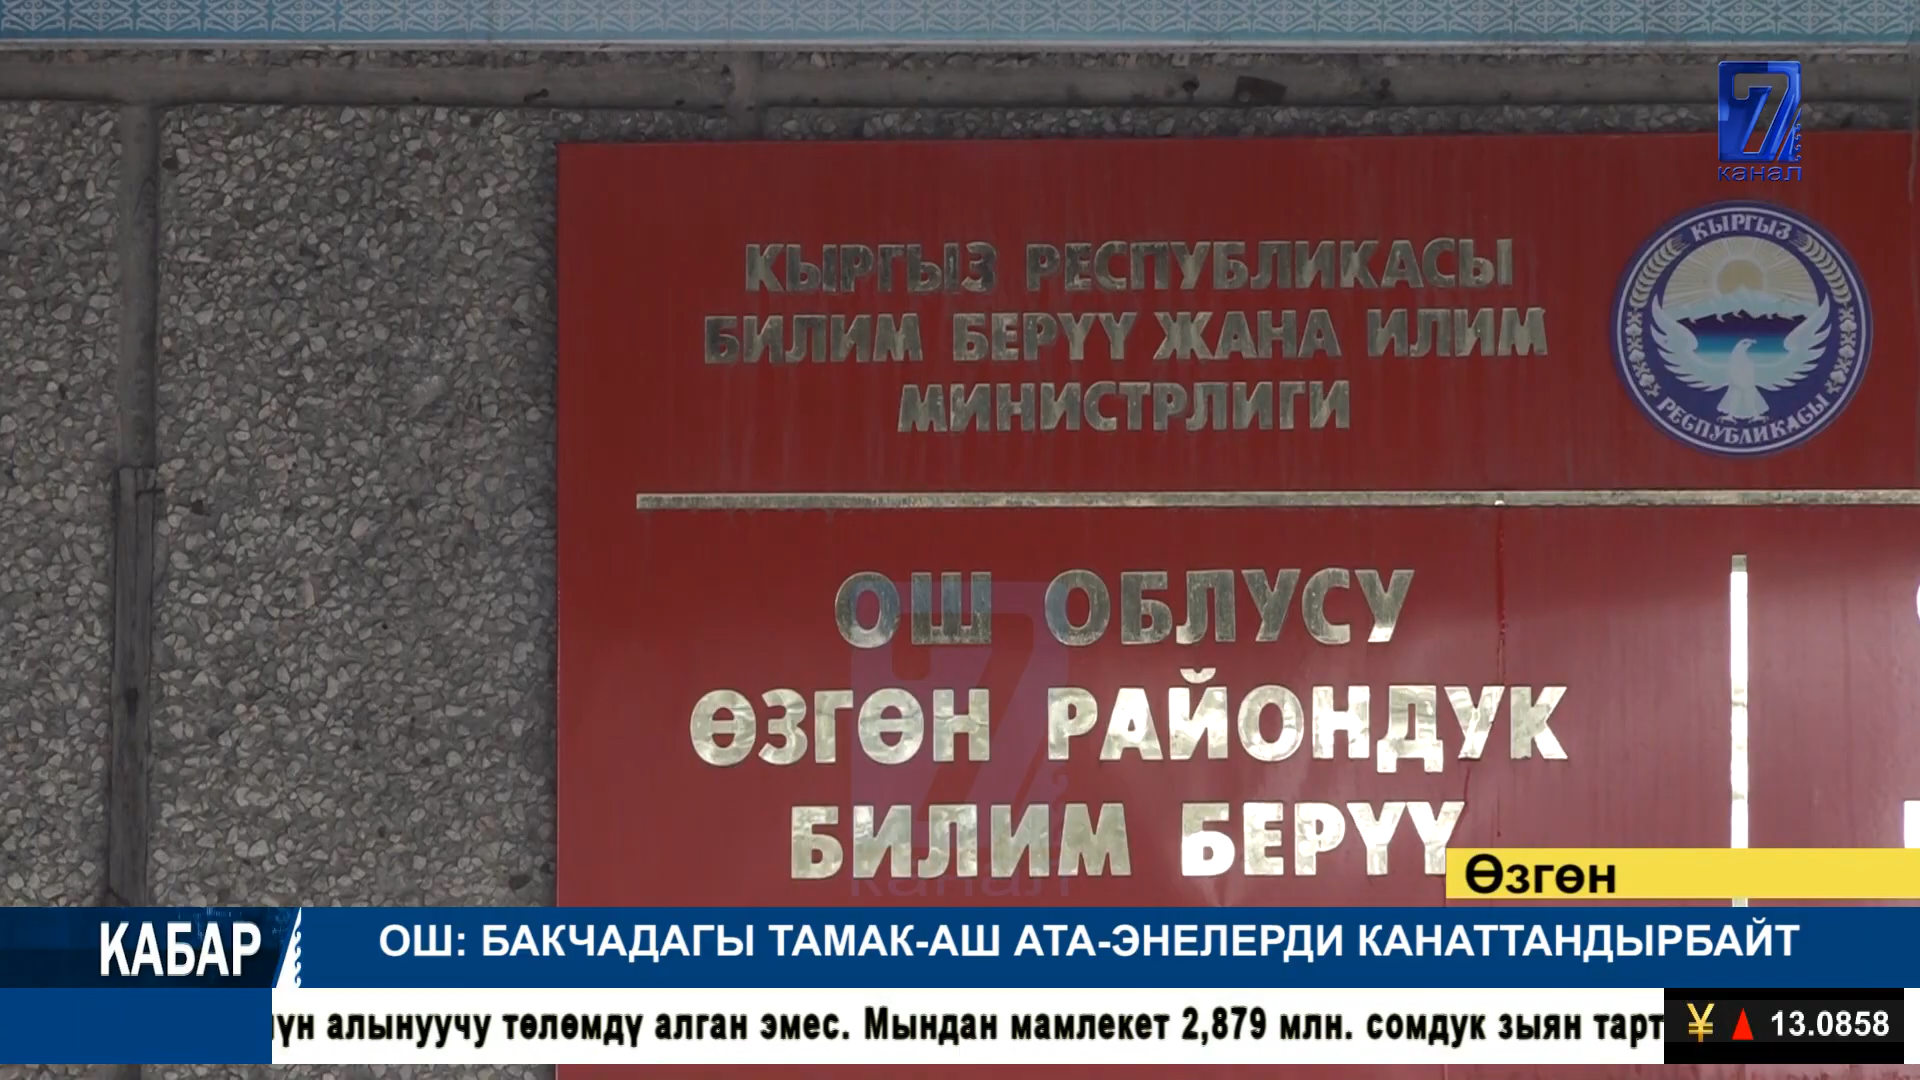 7
канал
КЫРГЫЗ РЕСПУБЛИКАСЫ
БИЛИМ БЕРҮҮ ЖАНА ИЛИМ
МИНИСТРЛИГИ
КЫРГЫЗ
РЕСПУБЛИКАСЫ
ОШ ОБЛУСУ
ӨЗГӨН РАЙОНДУК
БИЛИМ БЕРҮҮ
7
канал
Өзгөн
КАБАР
ОШ: БАКЧАДАГЫ ТАМАК-АШ АТА-ЭНЕЛЕРДИ КАНАТТАНДЫРБАЙТ
алынуучу төлөмдү алган эмес. Мындан мамлекет 2,879 млн. сомдук зыян тарт
¥ ▲ 13.0858